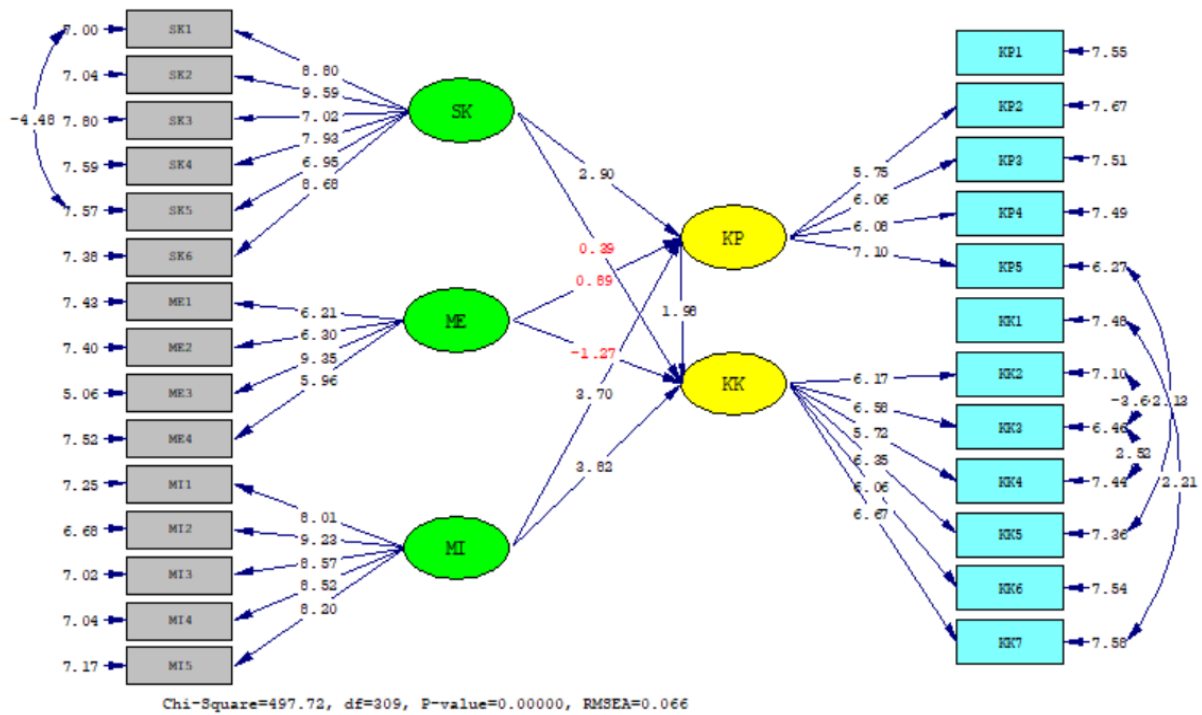 7.00 SK1
7.04 SK2
-4.48 7.80 SK3
7.59 SK4
7.57 SK5
7.38 SK6
7.43 ME1
7.40 ME2
5.06 ME3
7.52 ME4
7.25 MI1
6.68 MI2
7.02 MI3
7.04 MI4
7.17 MI5
8.80
9.59
7.02
7.93
6.95
8.68
6.21
6.30
9.35
5.96
8.01
9.23
8.57
8.52
8.20
SK
ME
MI
2.90
0.39
0.89
-1.27
3.70
3.82
1.98
KP
KK
5.75
6.06
6.08
7.10
6.17
6.58
5.72
6.35
6.06
6.67
KP1 7.55
KP2 7.67
KP3 7.51
KP4 7.49
KP5 6.27
KK1 7.48
KK2 7.10
KK3 6.46
KK4 7.44
KK5 7.36
KK6 7.54
KK7 7.58
2.13
2.52
2.21
Chi-Square=497.72, df=309, P-value=0.00000, RMSEA=0.066